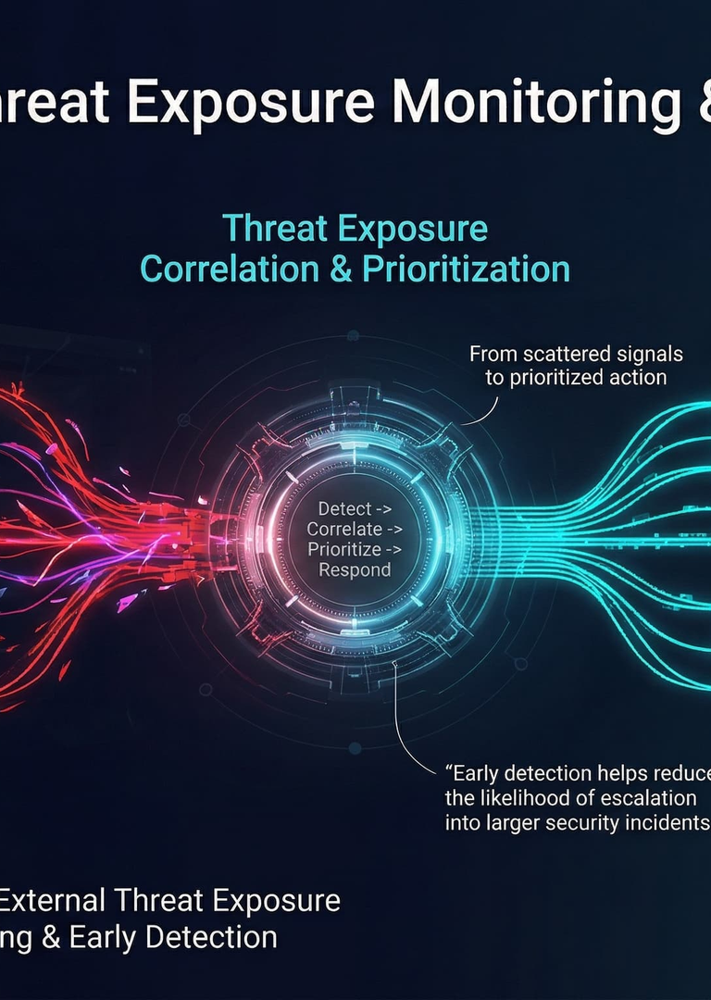 reat Exposure Monitoring &
Threat Exposure
Correlation & Prioritization
From scattered signals
to prioritized action
Detect ->
Correlate ->
Prioritize ->
Respond
“Early detection helps reduce
the likelihood of escalation
into larger security incidents
External Threat Exposure
ng & Early Detection